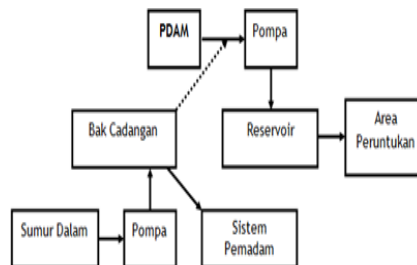 PDAM
Pompa
Bak Cadangan
Reservoir
Area
Peruntukan
Sumur Dalam
Pompa
Sistem
Pemadam